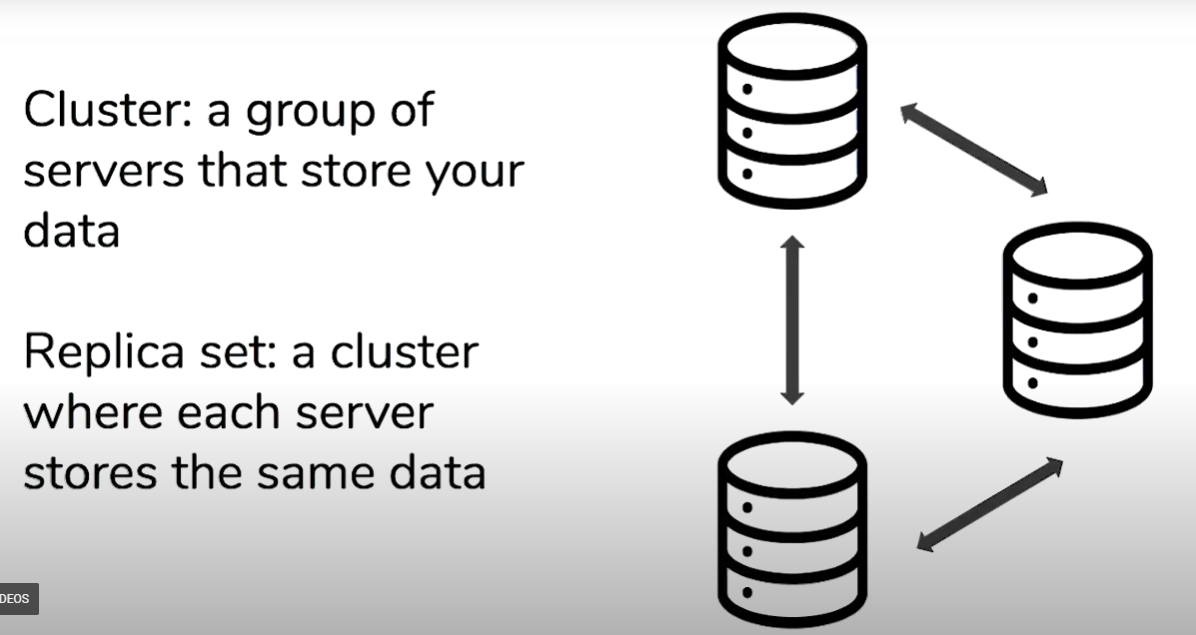 Cluster: a group of
servers that store your
data
Replica set: a cluster
where each server
stores the same data
DEOS